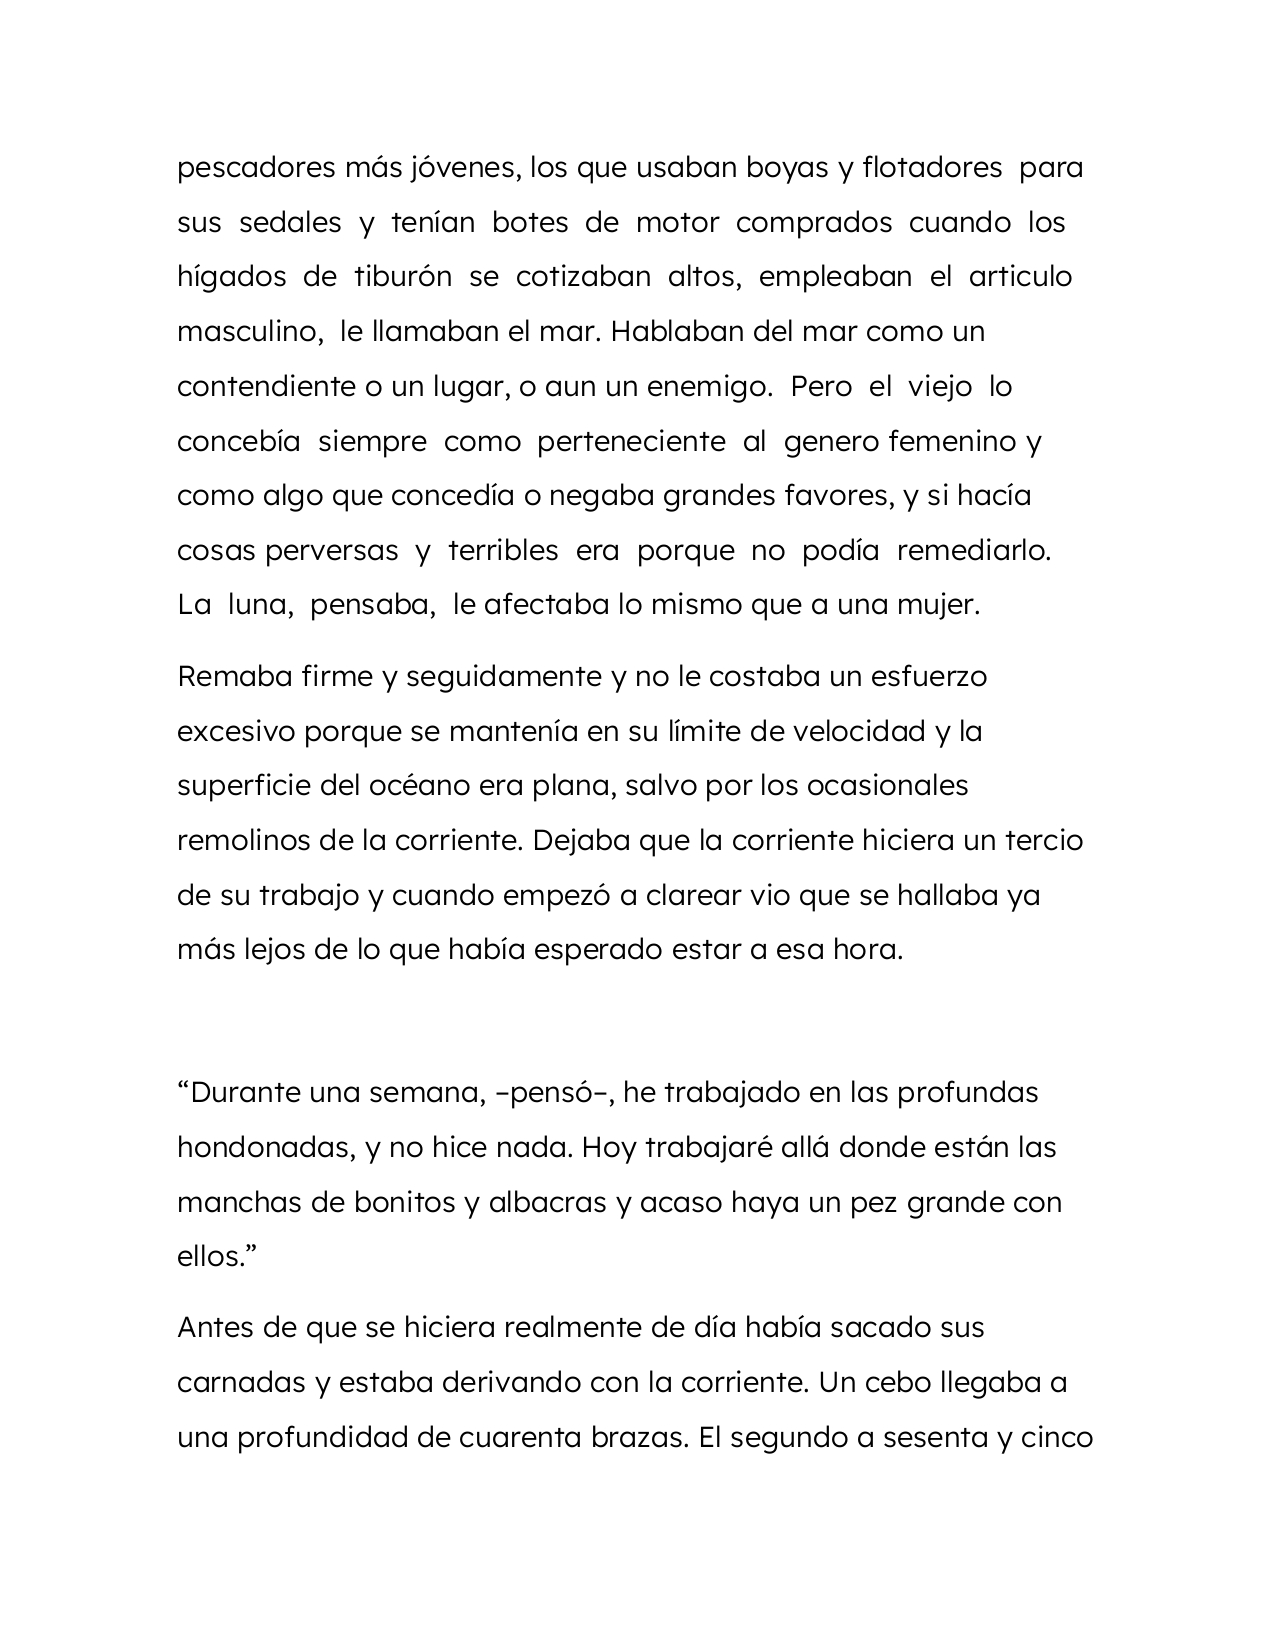 pescadores más jóvenes, los que usaban boyas y flotadores  para
sus  sedales  y  tenían  botes  de  motor  comprados  cuando  los
hígados  de  tiburón  se  cotizaban  altos,  empleaban  el  articulo
masculino,  le llamaban el mar. Hablaban del mar como un
contendiente o un lugar, o aun un enemigo.  Pero  el  viejo  lo
concebía  siempre  como  perteneciente  al  genero femenino y
como algo que concedía o negaba grandes favores, y si hacía
cosas perversas  y  terribles  era  porque  no  podía  remediarlo.
La  luna,  pensaba,  le afectaba lo mismo que a una mujer.
Remaba firme y seguidamente y no le costaba un esfuerzo
excesivo porque se mantenía en su límite de velocidad y la
superficie del océano era plana, salvo por los ocasionales
remolinos de la corriente. Dejaba que la corriente hiciera un tercio
de su trabajo y cuando empezó a clarear vio que se hallaba ya
más lejos de lo que había esperado estar a esa hora.
“Durante una semana, –pensó–, he trabajado en las profundas
hondonadas, y no hice nada. Hoy trabajaré allá donde están las
manchas de bonitos y albacras y acaso haya un pez grande con
ellos.”
Antes de que se hiciera realmente de día había sacado sus
carnadas y estaba derivando con la corriente. Un cebo llegaba a
una profundidad de cuarenta brazas. El segundo a sesenta y cinco